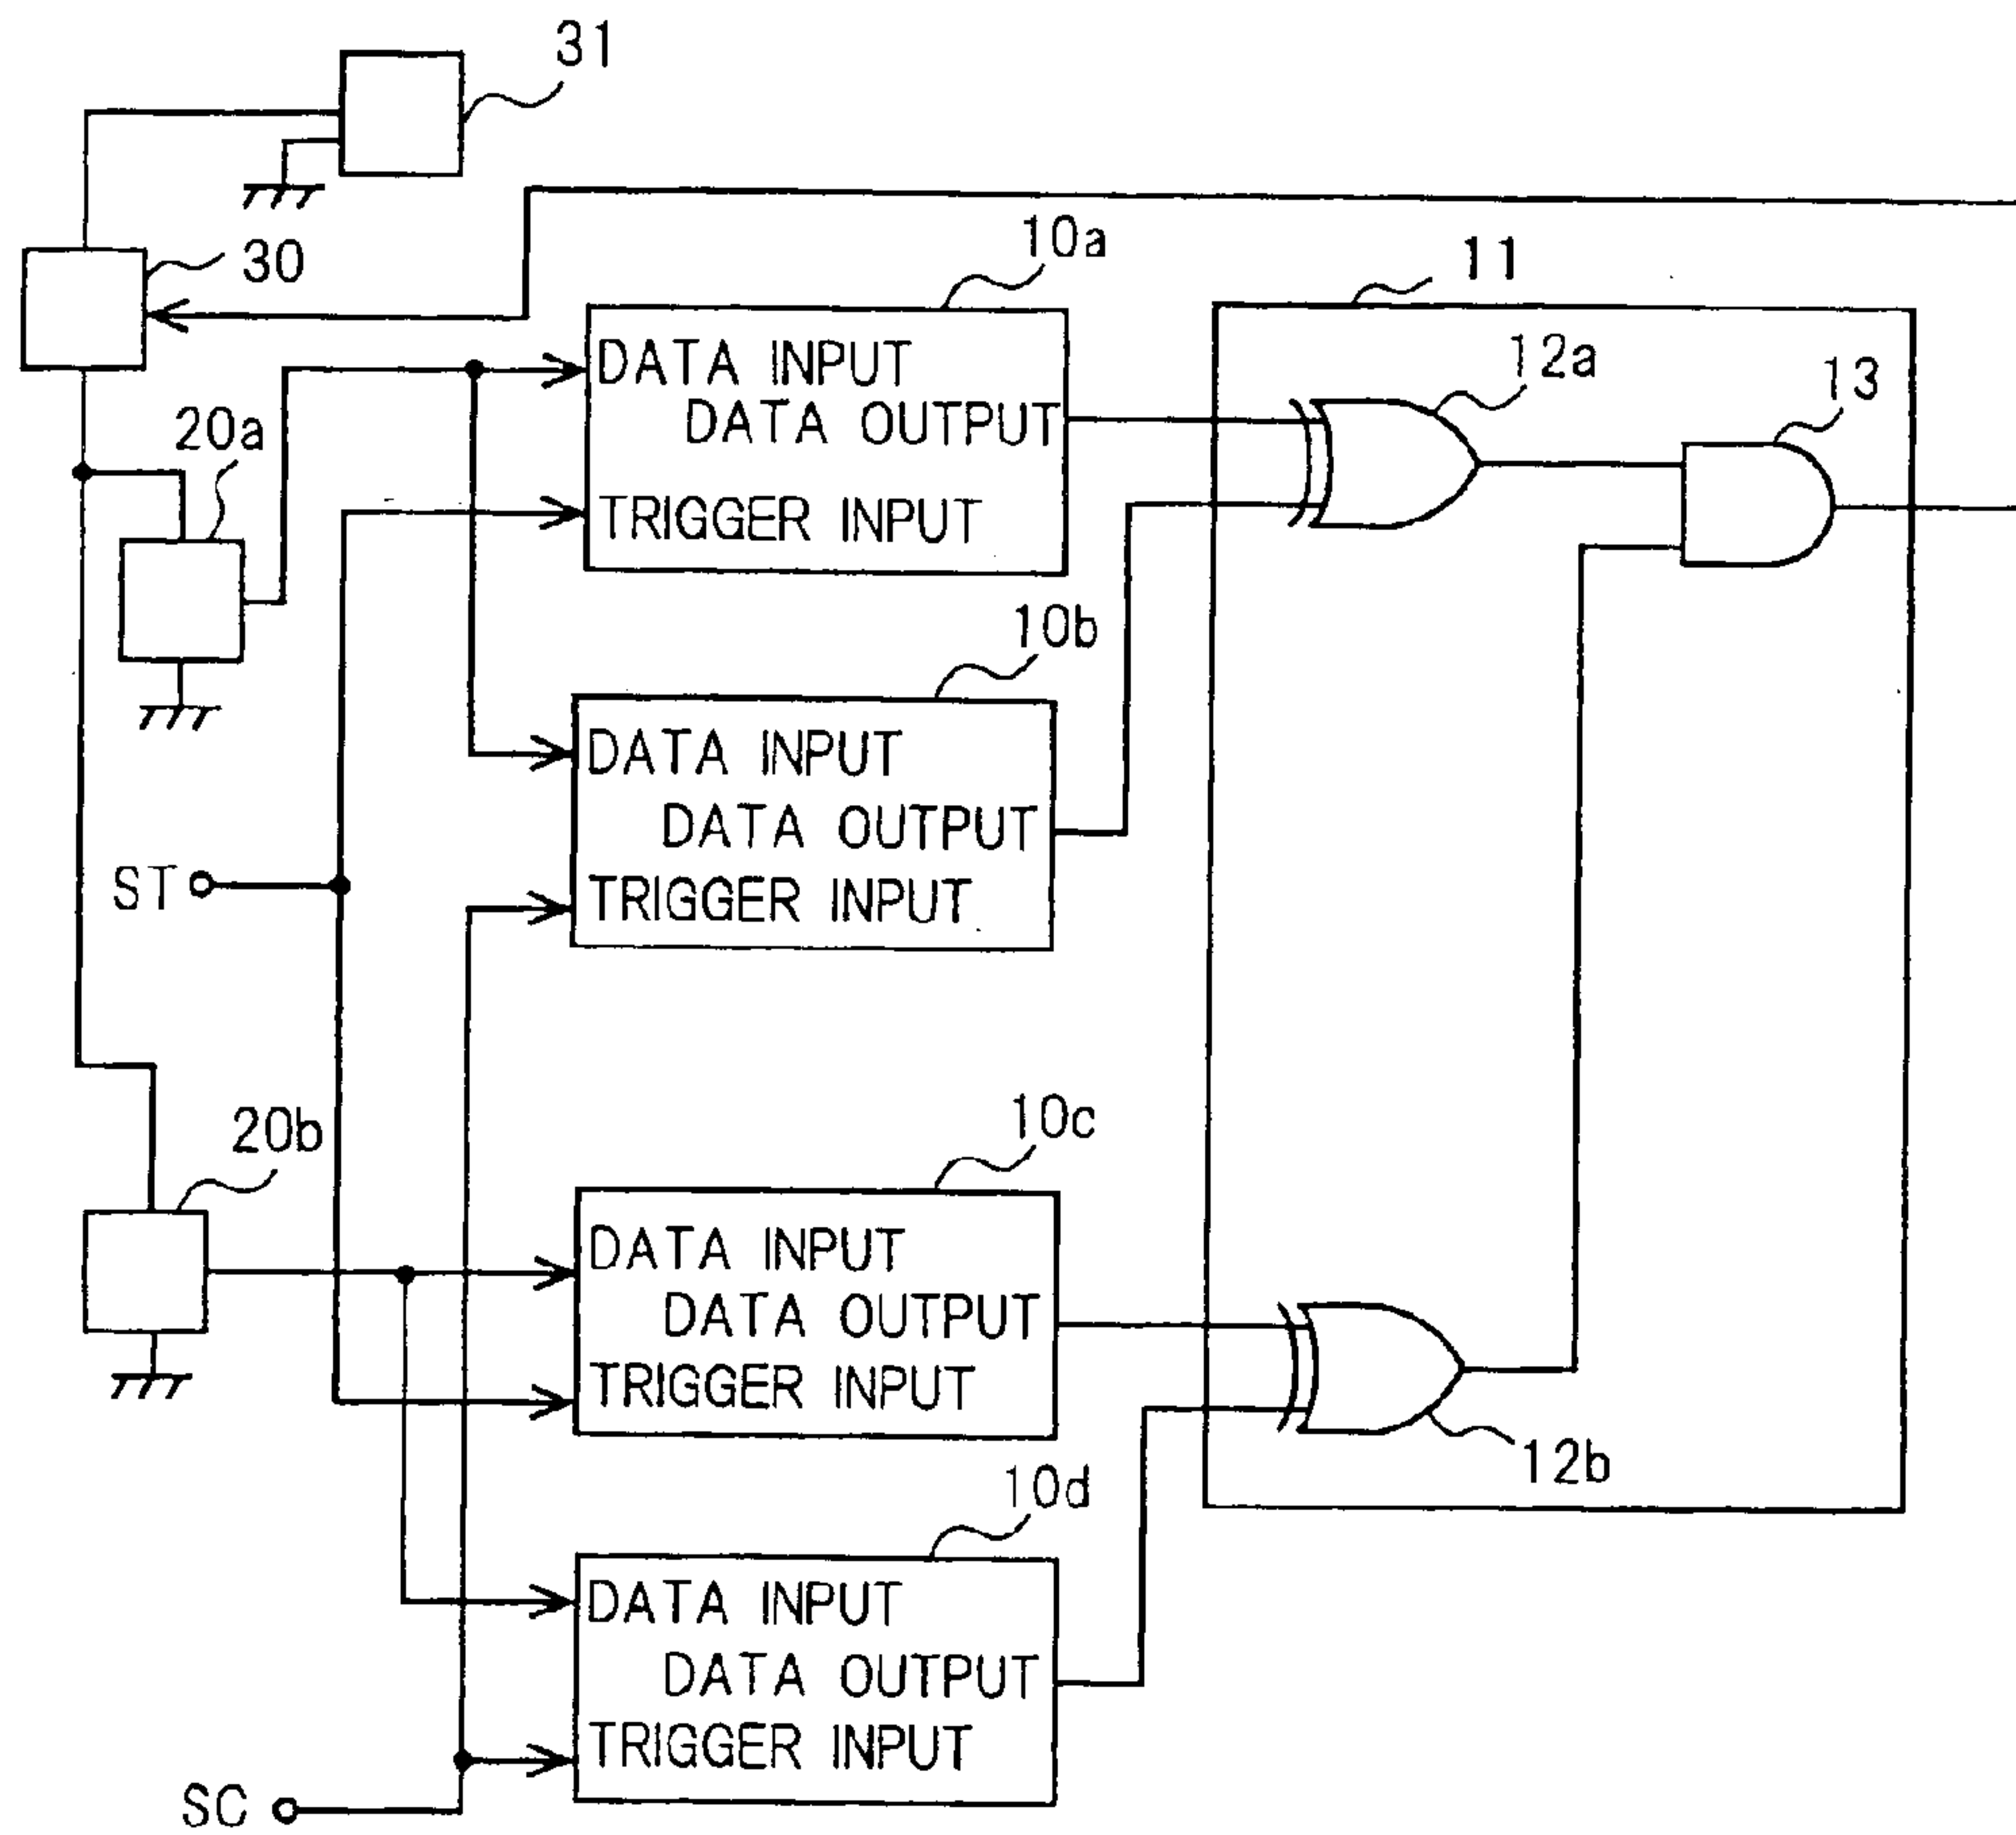 31
30
10a
11
12a
13
20a
DATA INPUT
DATA OUTPUT
TRIGGER INPUT
10b
DATA INPUT
DATA OUTPUT
TRIGGER INPUT
ST
20b
10c
DATA INPUT
DATA OUTPUT
TRIGGER INPUT
12b
10d
DATA INPUT
DATA OUTPUT
TRIGGER INPUT
SC